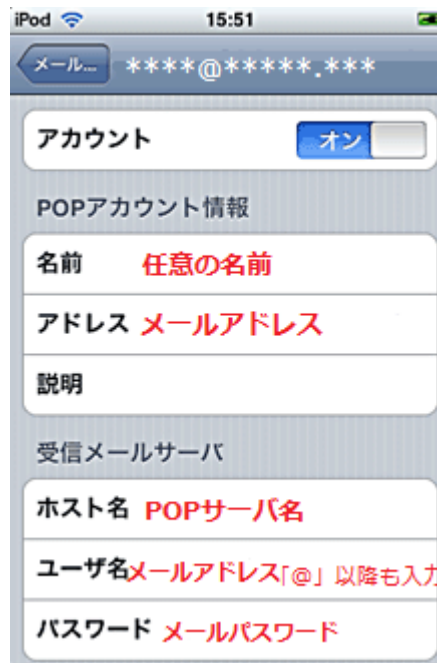 iPod 15:51
メール... ****@*****.***
アカウント オン
POPアカウント情報
名前 任意の名前
アドレス メールアドレス
説明
受信メールサーバ
ホスト名 POPサーバ名
ユーザ名メールアドレス「@」以降も入力
パスワード メールパスワード